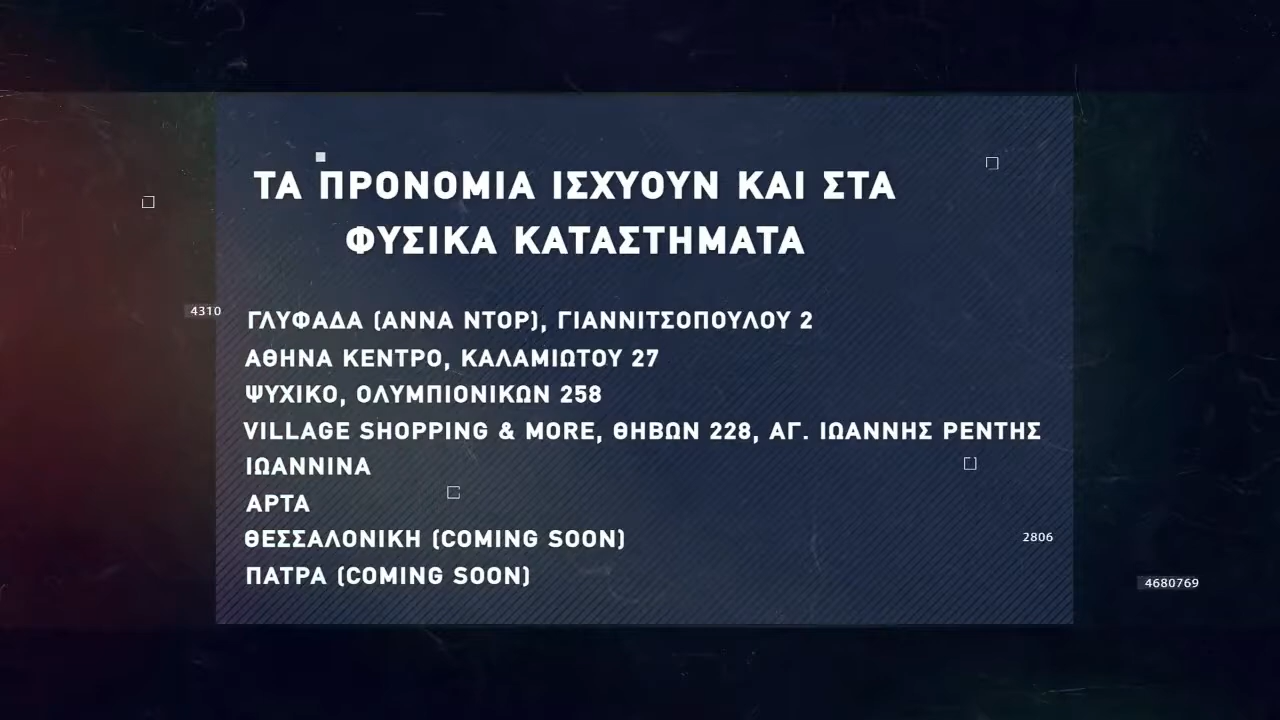 ΤΑ ΠΡΟΝΟΜΙΑ ΙΣΧΥΟΥΝ ΚΑΙ ΣΤΑ
ΦΥΣΙΚΑ ΚΑΤΑΣΤΗΜΑΤΑ
4310
ΓΛΥΦΑΔΑ (ΑΝΝΑ ΝΤΟΡ), ΓΙΑΝΝΙΤΣΟΠΟΥΛΟΥ 2
ΑΘΗΝΑ ΚΕΝΤΡΟ, ΚΑΛΑΜΙΩΤΟΥ 27
ΨΥΧΙΚΟ, ΟΛΥΜΠΙΟΝΙΚΩΝ 258
VILLAGE SHOPPING & MORE, ΘΗΒΩΝ 228, ΑΓ. ΙΩΑΝΝΗΣ ΡΕΝΤΗΣ
ΙΩΑΝΝΙΝΑ
ΑΡΤΑ
ΘΕΣΣΑΛΟΝΙΚΗ (COMING SOON)
2806
ΠΑΤΡΑ (COMING SOON)
4680769